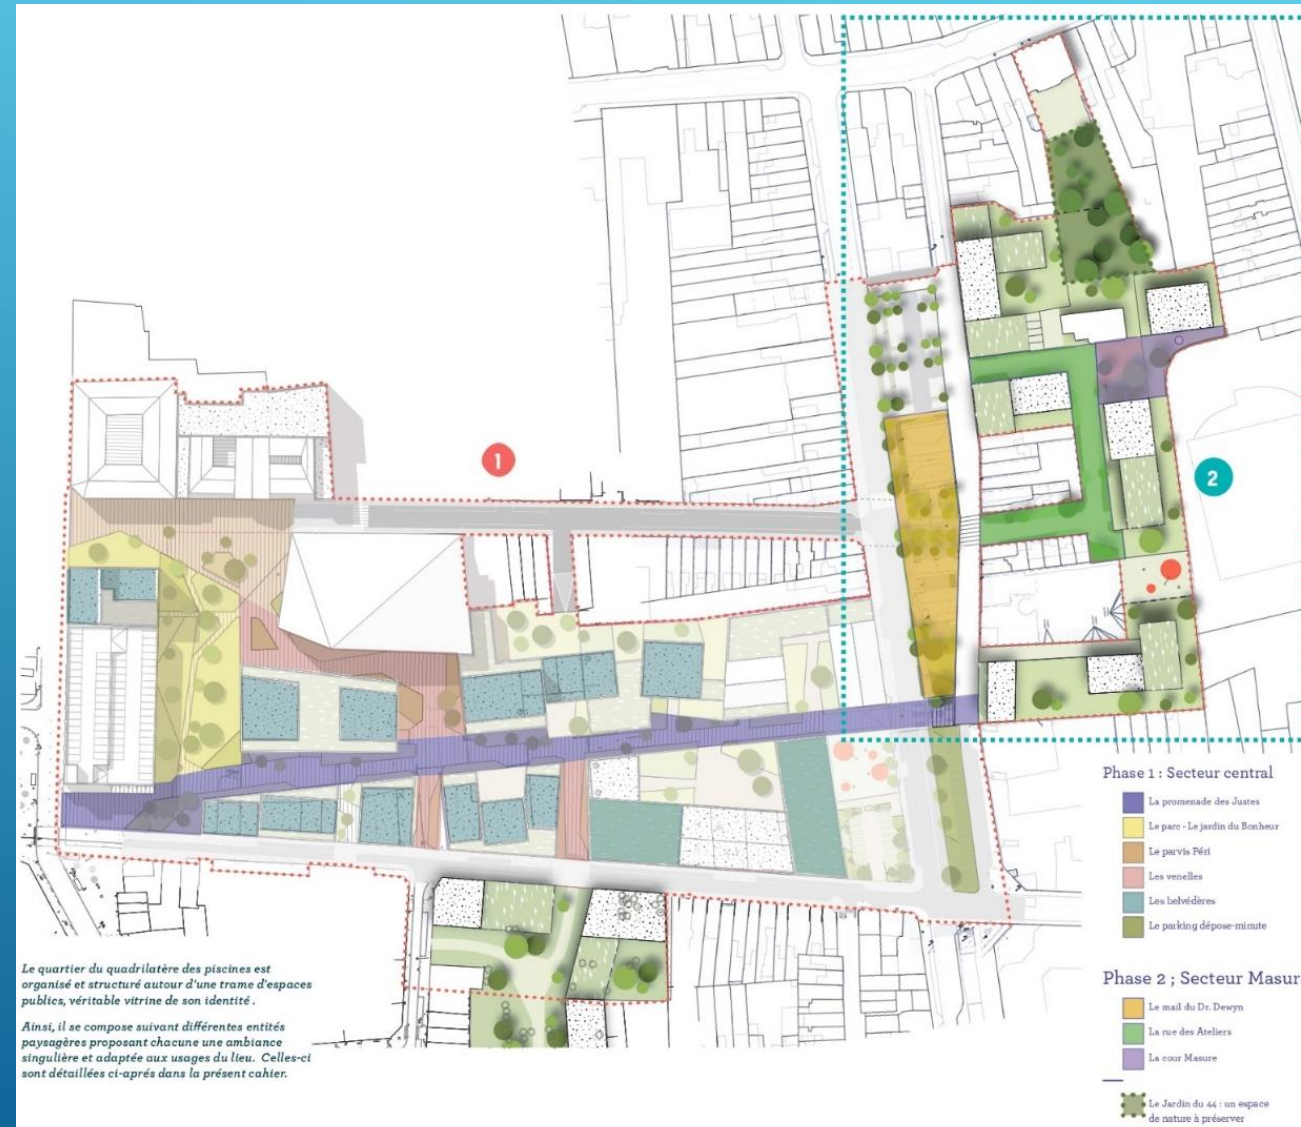 1
2
Phase 1 : Secteur central
La promenade des Justes
Le parc - Le jardin du Bonheur
Le parvis Péri
Les venelles
Les belvédères
Le parking dépose-minute
Phase 2 ; Secteur Masur
Le mail du Dr. Dewyn
La rue des Ateliers
La cour Masure
Le Jardin du 44 : un espace
de nature à préserver
Le quartier du quadrilatère des piscines est
organisé et structuré autour d'une trame d'espaces
publics, véritable vitrine de son identité .
Ainsi, il se compose suivant différentes entités
paysagères proposant chacune une ambiance
singulière et adaptée aux usages du lieu. Celles-ci
sont détaillées ci-aprés dans la présent cahier.